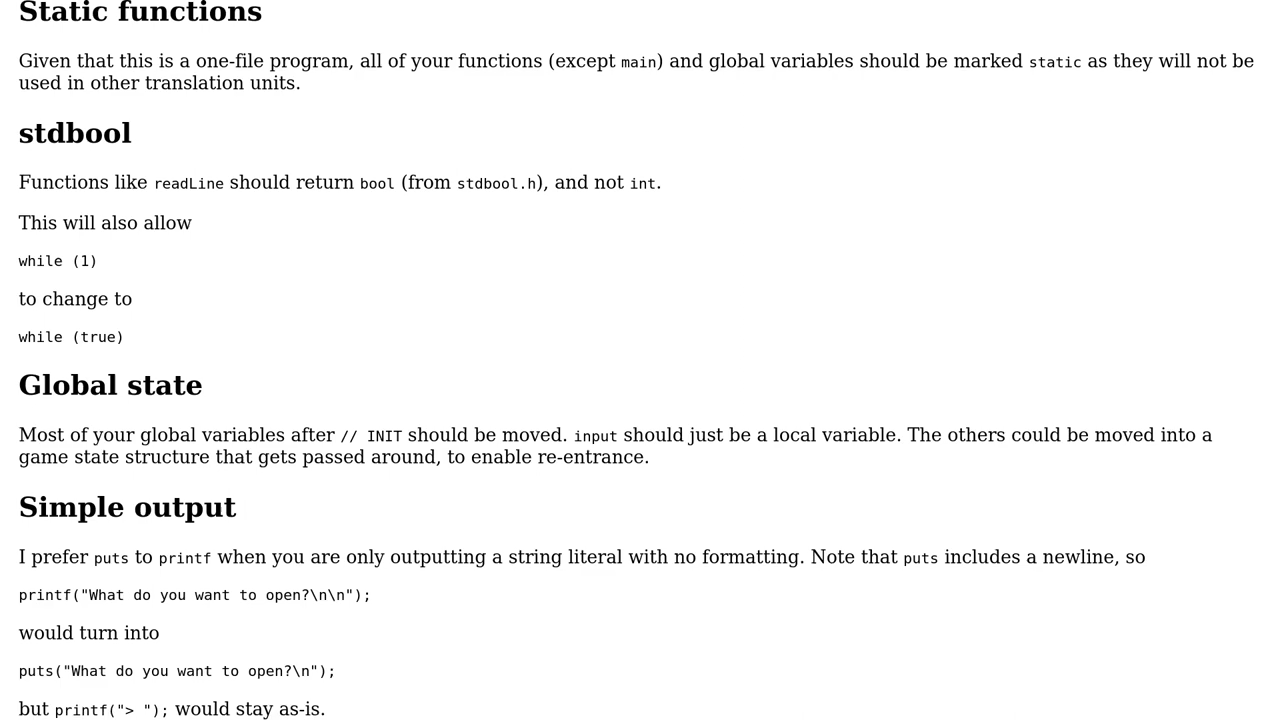 Static functions
Given that this is a one-file program, all of your functions (except main) and global variables should be marked static as they will not be
used in other translation units.
stdbool
Functions like readLine should return bool (from stdbool.h), and not int.
This will also allow
while (1)
to change to
while (true)
Global state
Most of your global variables after // INIT should be moved. input should just be a local variable. The others could be moved into a
game state structure that gets passed around, to enable re-entrance.
Simple output
I prefer puts to printf when you are only outputting a string literal with no formatting. Note that puts includes a newline, so
printf("What do you want to open?\n\n");
would turn into
puts("What do you want to open?\n");
but printf("> "); would stay as-is.